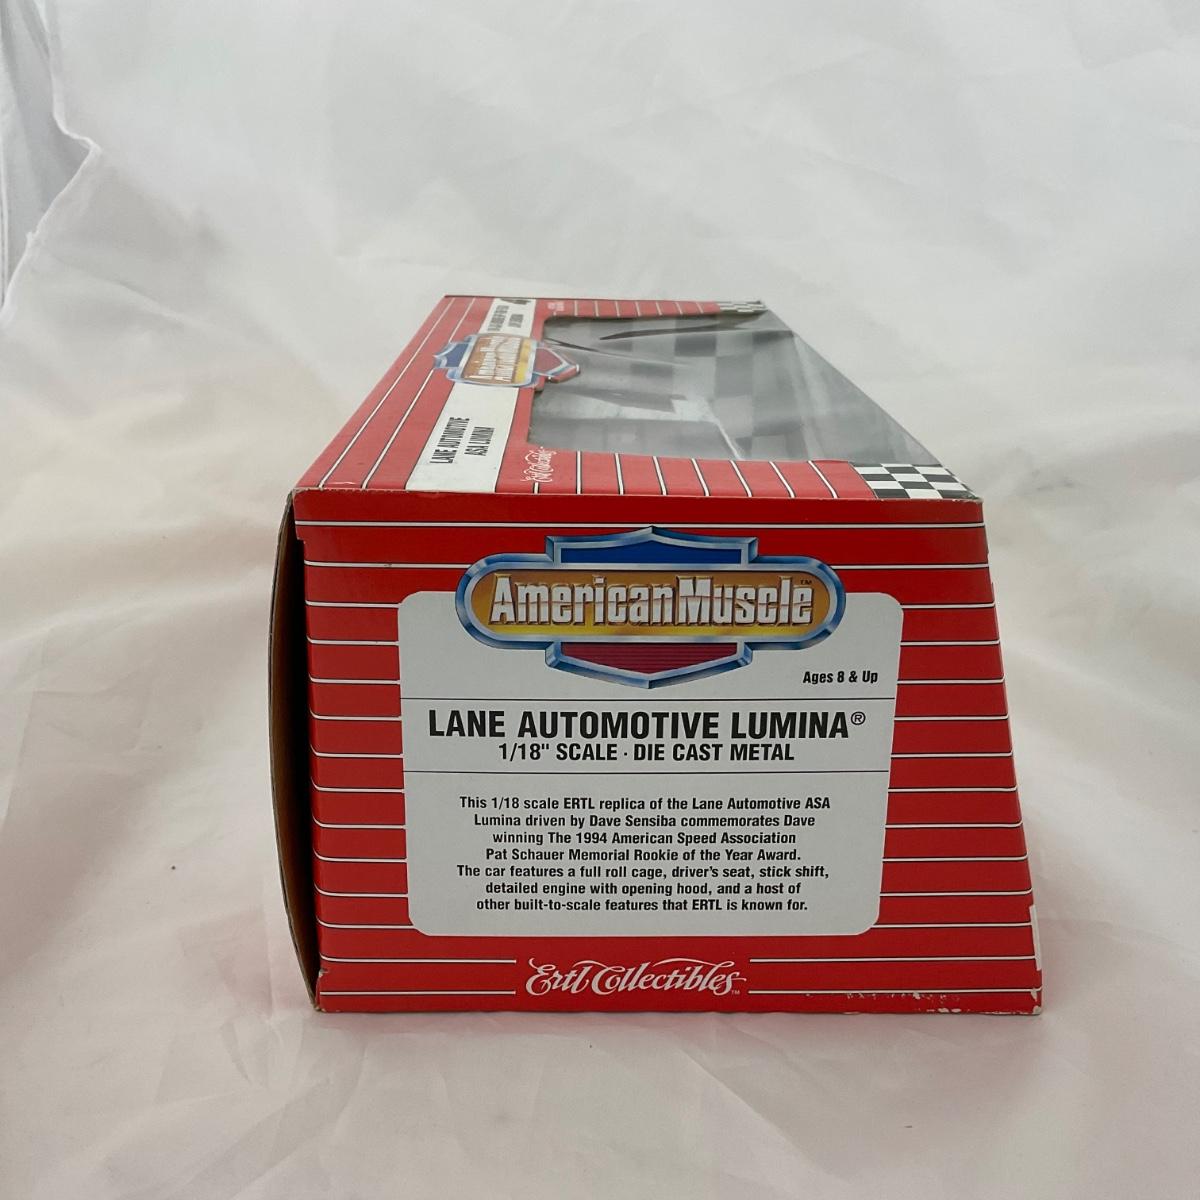 AmericanMuscle
LANE AUTOMOTIVE
ASA LUMINA
Ertl Collectibles
AmericanMuscle™
Ages 8 & Up
LANE AUTOMOTIVE LUMINA®
1/18" SCALE · DIE CAST METAL
This 1/18 scale ERTL replica of the Lane Automotive ASA
Lumina driven by Dave Sensiba commemorates Dave
winning The 1994 American Speed Association
Pat Schauer Memorial Rookie of the Year Award.
The car features a full roll cage, driver's seat, stick shift,
detailed engine with opening hood, and a host of
other built-to-scale features that ERTL is known for.
Ertl Collectibles™